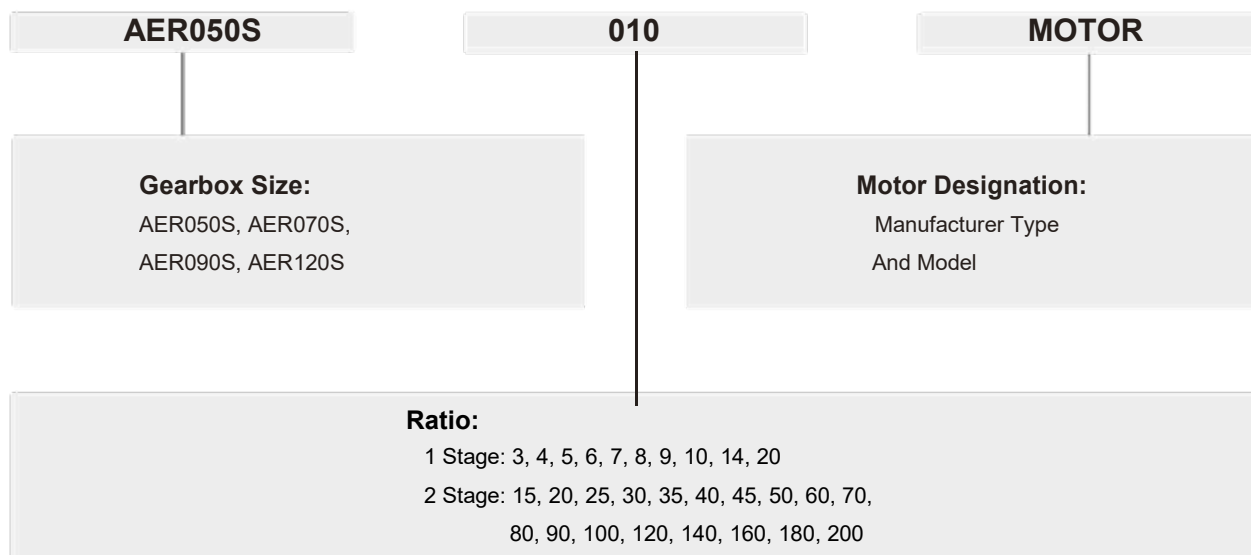 AER050S 010 MOTOR
Gearbox Size:
AER050S, AER070S,
AER090S, AER120S
Motor Designation:
Manufacturer Type
And Model
Ratio:
1 Stage: 3, 4, 5, 6, 7, 8, 9, 10, 14, 20
2 Stage: 15, 20, 25, 30, 35, 40, 45, 50, 60, 70,
80, 90, 100, 120, 140, 160, 180, 200